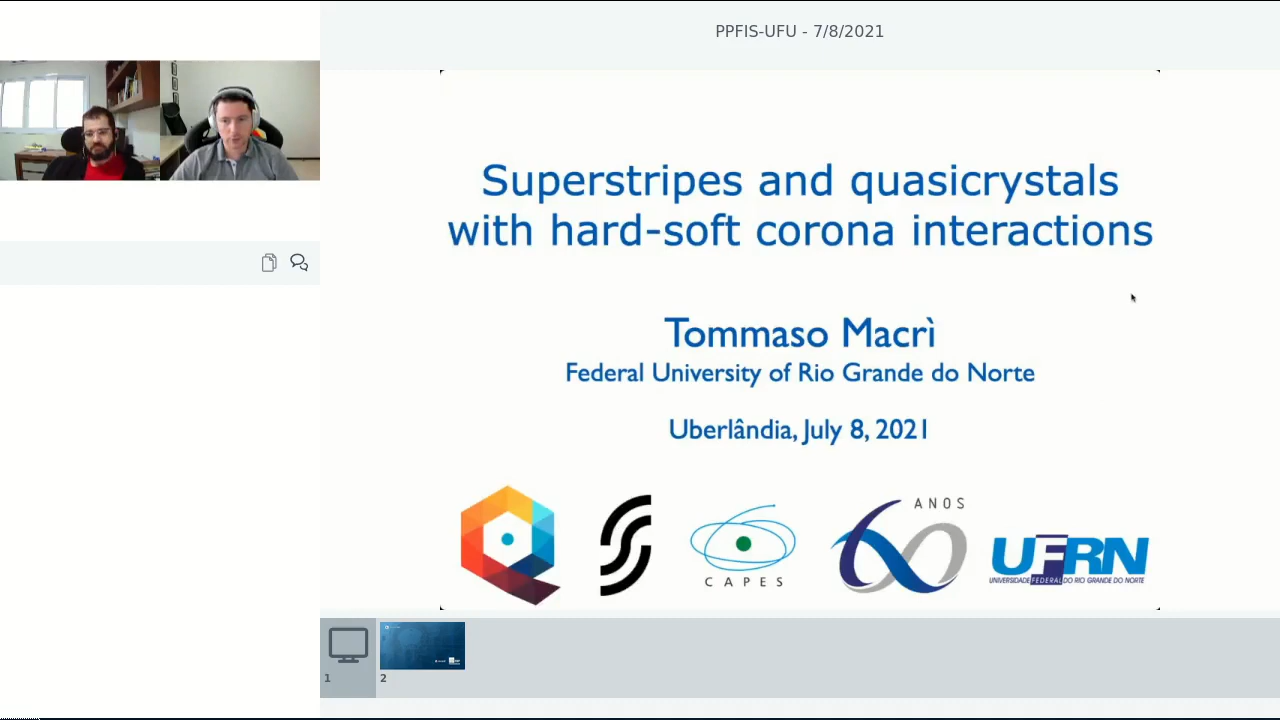 PPFIS-UFU - 7/8/2021
Superstripes and quasicrystals
with hard-soft corona interactions
Tommaso Macrì
Federal University of Rio Grande do Norte
Uberlândia, July 8, 2021
ANOS
60
CAPES
UFRN
UNIVERSIDADE FEDERAL DO RIO GRANDE DO NORTE
1
2